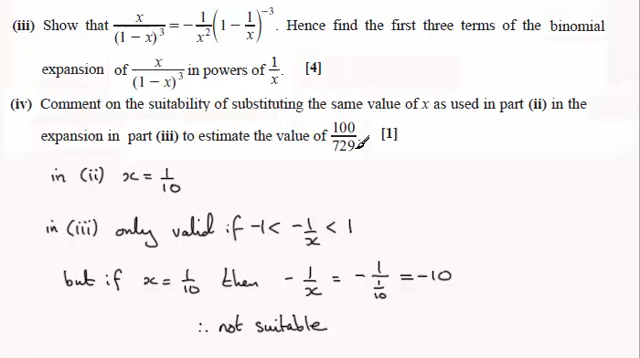 (iii) Show that x/(1 − x)³ = −1/x² (1 − 1/x)⁻³. Hence find the first three terms of the binomial
expansion of x/(1 − x)³ in powers of 1/x. [4]
(iv) Comment on the suitability of substituting the same value of x as used in part (ii) in the
expansion in part (iii) to estimate the value of 100/729. [1]
in (ii) x = 1/10
in (iii) only valid if -1 < -1/x < 1
but if x = 1/10 then -1/x = -1/(1/10) = -10
∴ not suitable